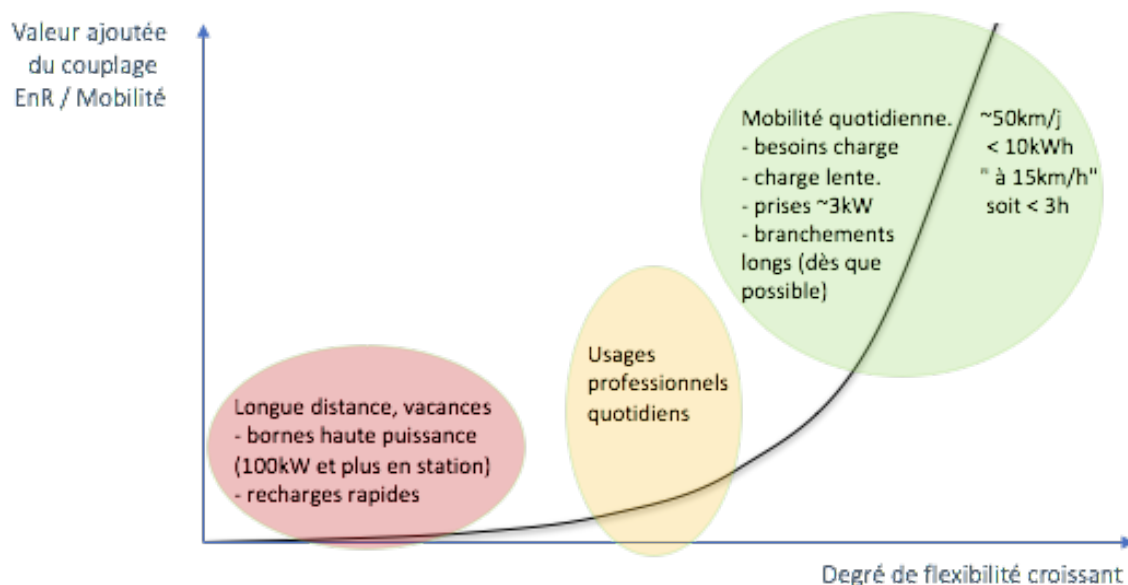 Valeur ajoutée
du couplage
EnR / Mobilité
Mobilité quotidienne.
- besoins charge
- charge lente.
- prises ~3kW
- branchements
longs (dès que
possible)
~50km/j
< 10kWh
" à 15km/h"
soit < 3h
Usages
professionnels
quotidiens
Longue distance, vacances
- bornes haute puissance
(100kW et plus en station)
- recharges rapides
Degré de flexibilité croissant